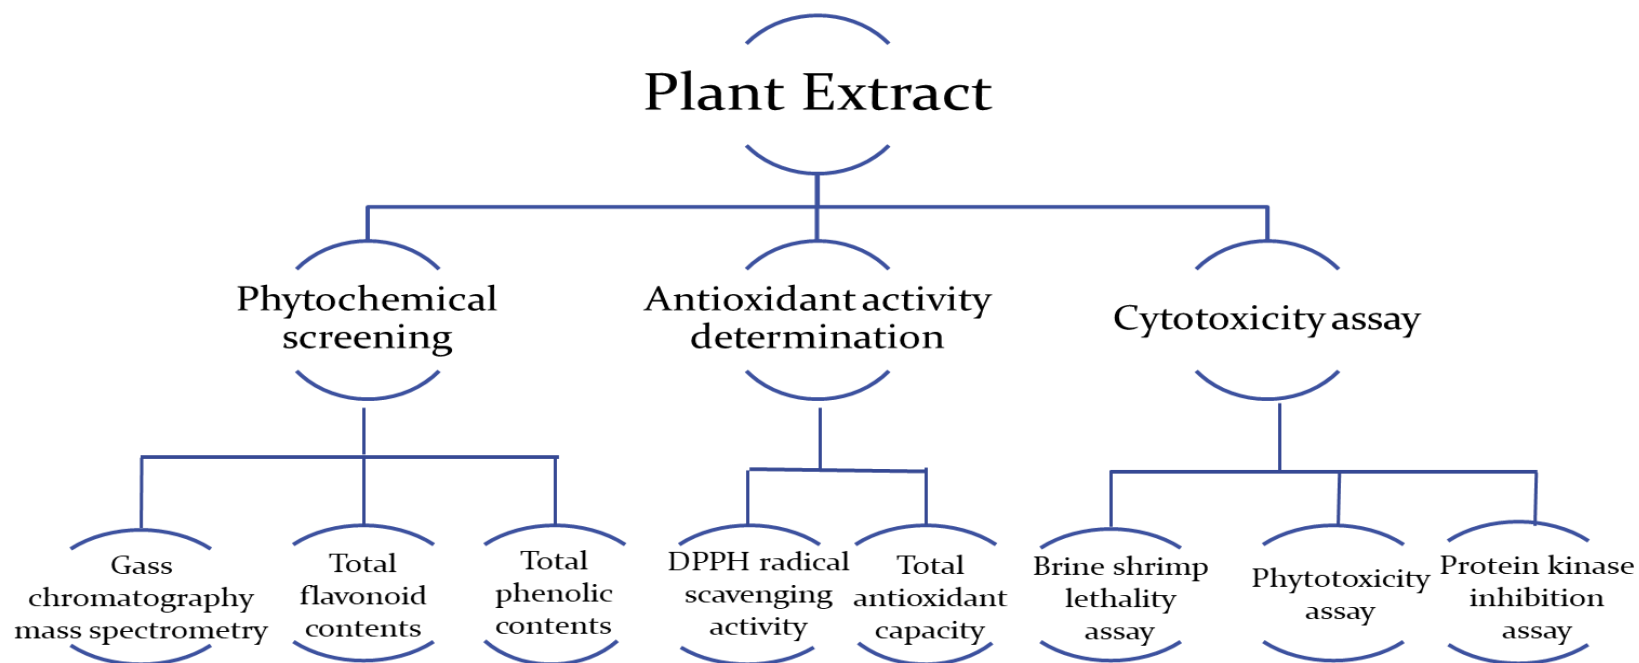 Plant Extract
Phytochemical
screening
Antioxidant activity
determination
Cytotoxicity assay
Gass
chromatography
mass spectrometry
Total
flavonoid
contents
Total
phenolic
contents
DPPH radical
scavenging
activity
Total
antioxidant
capacity
Brine shrimp
lethality
assay
Phytotoxicity
assay
Protein kinase
inhibition
assay